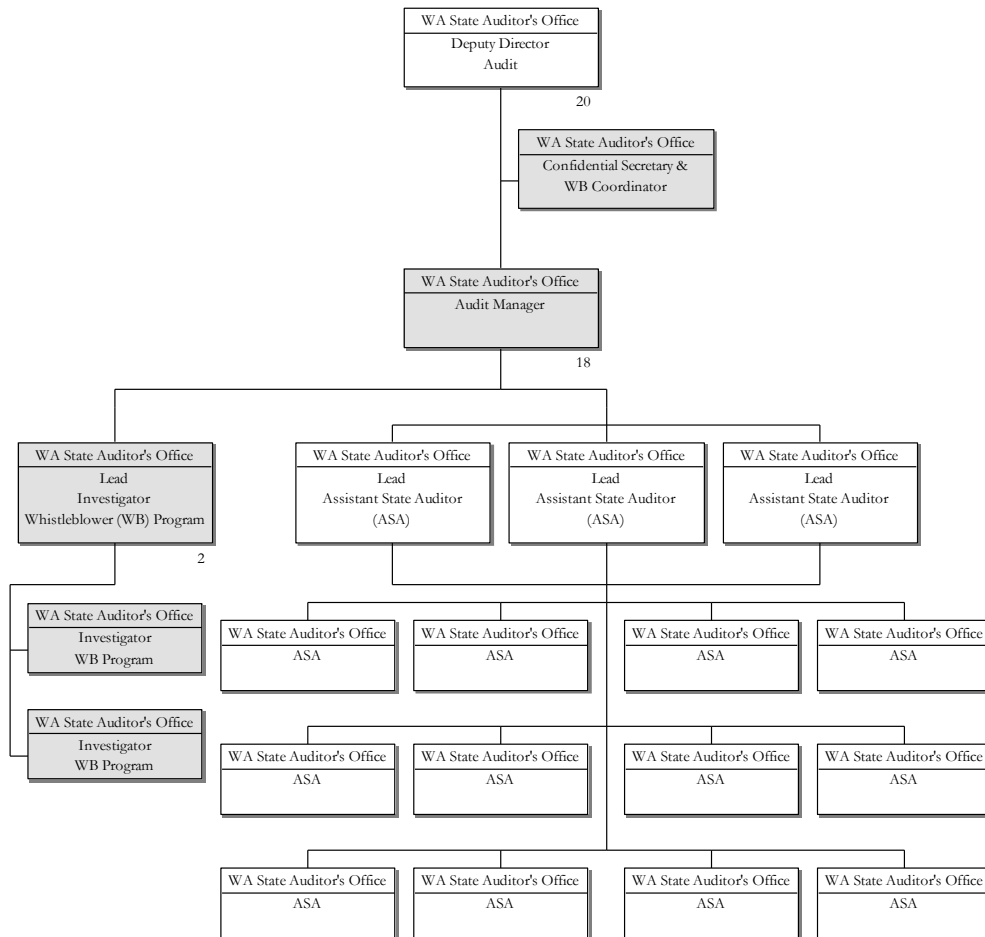 WA State Auditor's Office
Deputy Director
Audit
20
WA State Auditor's Office
Confidential Secretary &
WB Coordinator
WA State Auditor's Office
Audit Manager
18
WA State Auditor's Office
Lead
Investigator
Whistleblower (WB) Program
2
WA State Auditor's Office
Lead
Assistant State Auditor
(ASA)
WA State Auditor's Office
Lead
Assistant State Auditor
(ASA)
WA State Auditor's Office
Lead
Assistant State Auditor
(ASA)
WA State Auditor's Office
Investigator
WB Program
WA State Auditor's Office
Investigator
WB Program
WA State Auditor's Office
ASA
WA State Auditor's Office
ASA
WA State Auditor's Office
ASA
WA State Auditor's Office
ASA
WA State Auditor's Office
ASA
WA State Auditor's Office
ASA
WA State Auditor's Office
ASA
WA State Auditor's Office
ASA
WA State Auditor's Office
ASA
WA State Auditor's Office
ASA
WA State Auditor's Office
ASA
WA State Auditor's Office
ASA